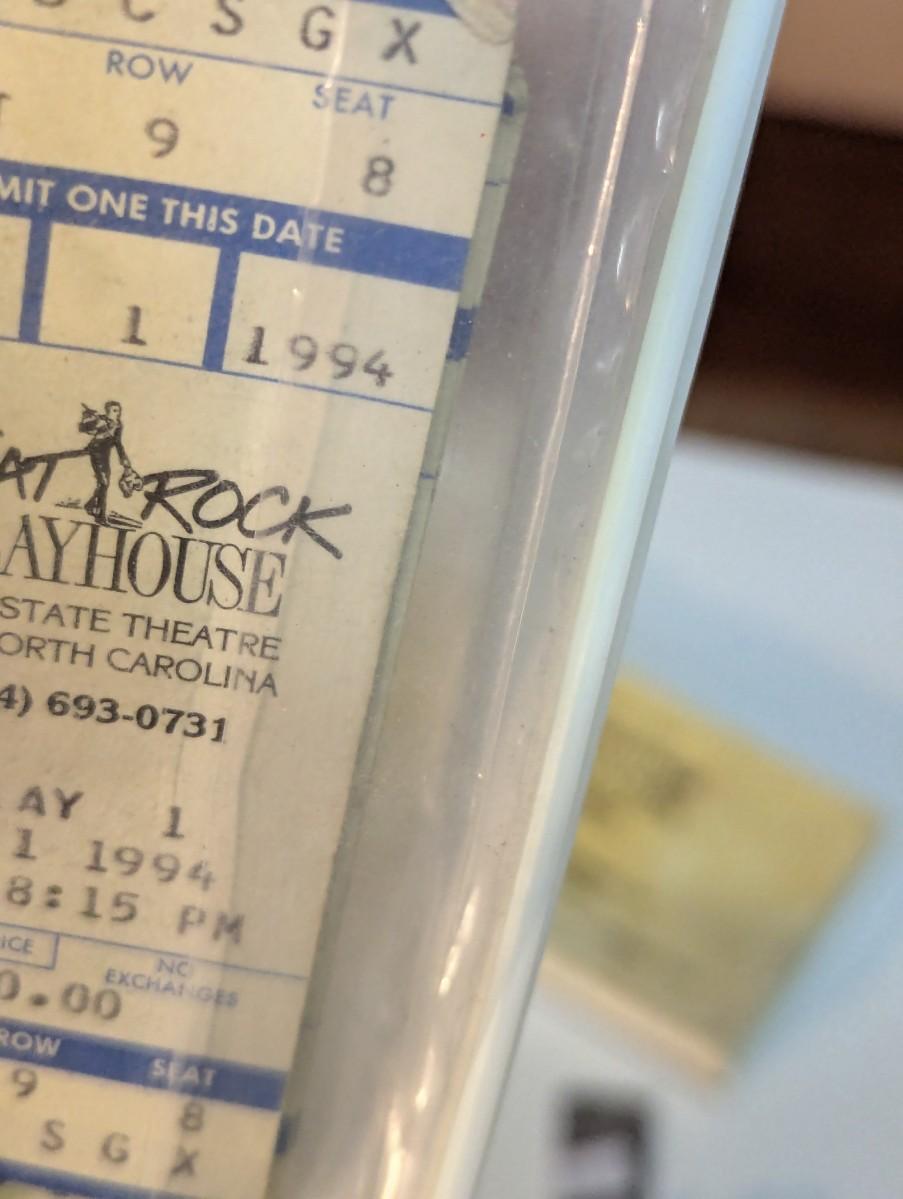 C S G X
ROW SEAT
9 8
MIT ONE THIS DATE
1 1994
AT ROCK
AYHOUSE
STATE THEATRE
ORTH CAROLINA
4) 693-0731
AY 1
1 1994
8:15 PM
ICE NO
EXCHANGES
0.00
ROW SEAT
9 8
S G X